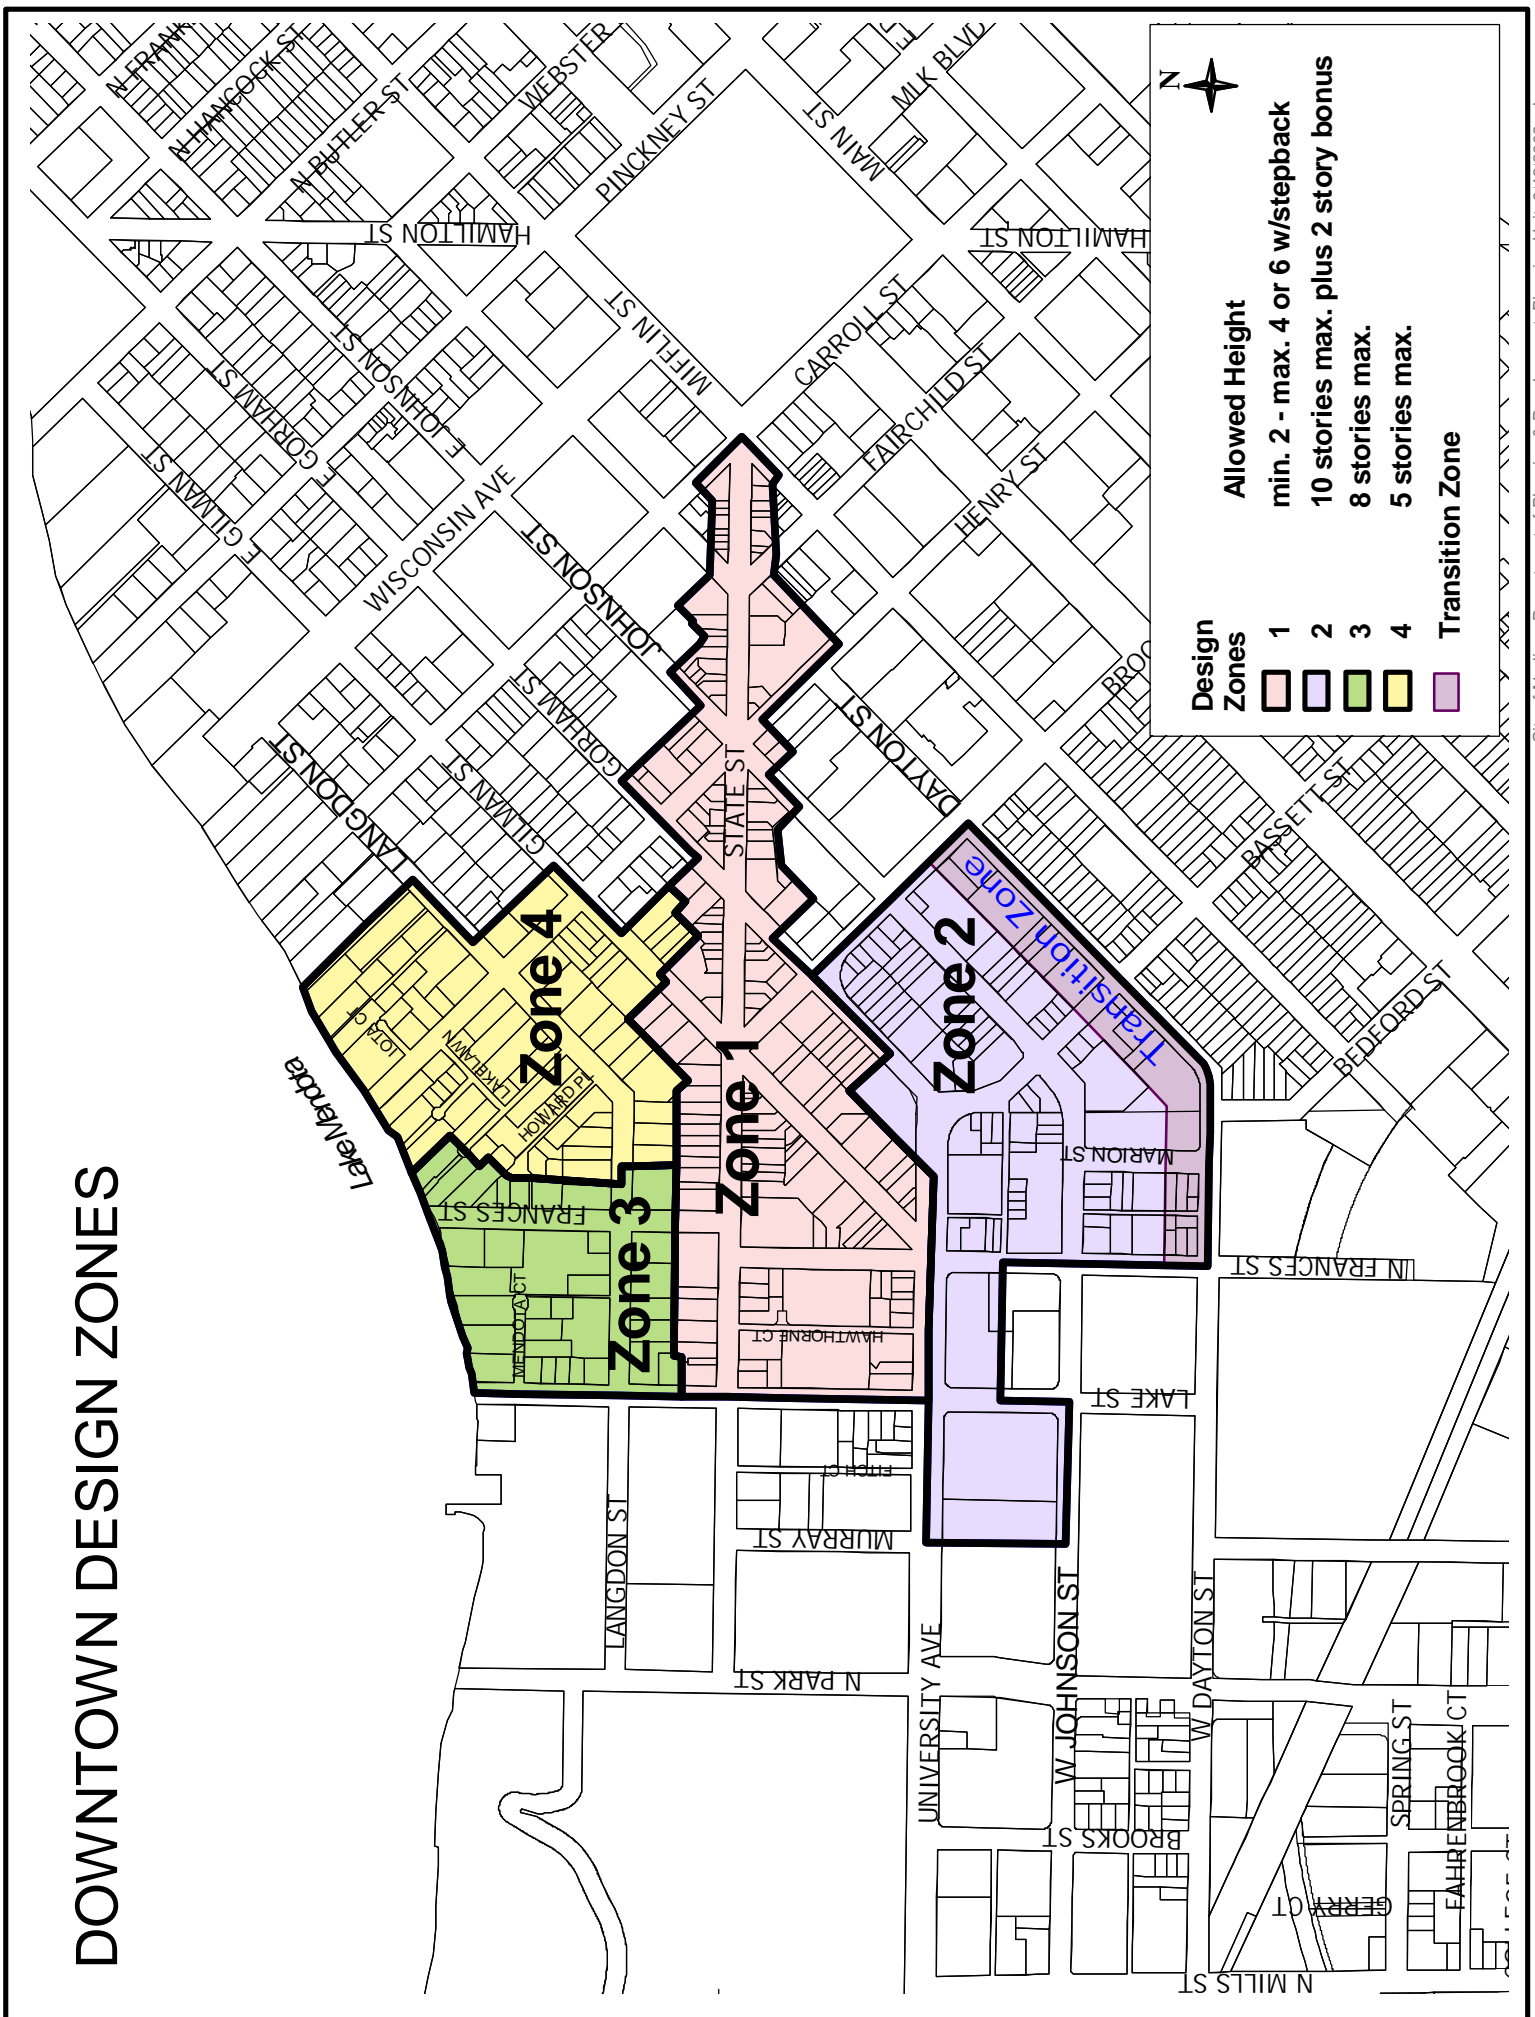 DOWNTOWN DESIGN ZONES
Lake Mendota
N HANCOCK ST
N BUTLER ST
WEBSTER
PINCKNEY ST
HAMILTON ST
MAIN ST
MLK BLVD
HAMILTON ST
MIFFLIN ST
CARROLL ST
FAIRCHILD ST
HENRY ST
E JOHNSON ST
E GORHAM ST
E GILMAN ST
WISCONSIN AVE
JOHNSON ST
GORHAM ST
GILMAN ST
LANGDON ST
STATE ST
DAYTON ST
BASSETT ST
BEDFORD ST
IOTA CT
LAKELAWN
HOWARD PL
Zone 4
Zone 3
Zone 1
Zone 2
Transition Zone
FRANCES ST
MENDOTA CT
HAWTHORNE CT
MARION ST
N FRANCES ST
LAKE ST
FITCH CT
MURRAY ST
LANGDON ST
N PARK ST
UNIVERSITY AVE
W JOHNSON ST
W DAYTON ST
BROOKS ST
SPRING ST
FAHRENBROOK CT
GERRY CT
N MILLS ST
N
Design
Zones
Allowed Height
1 min. 2 - max. 4 or 6 w/stepback
2 10 stories max. plus 2 story bonus
3 8 stories max.
4 5 stories max.
Transition Zone